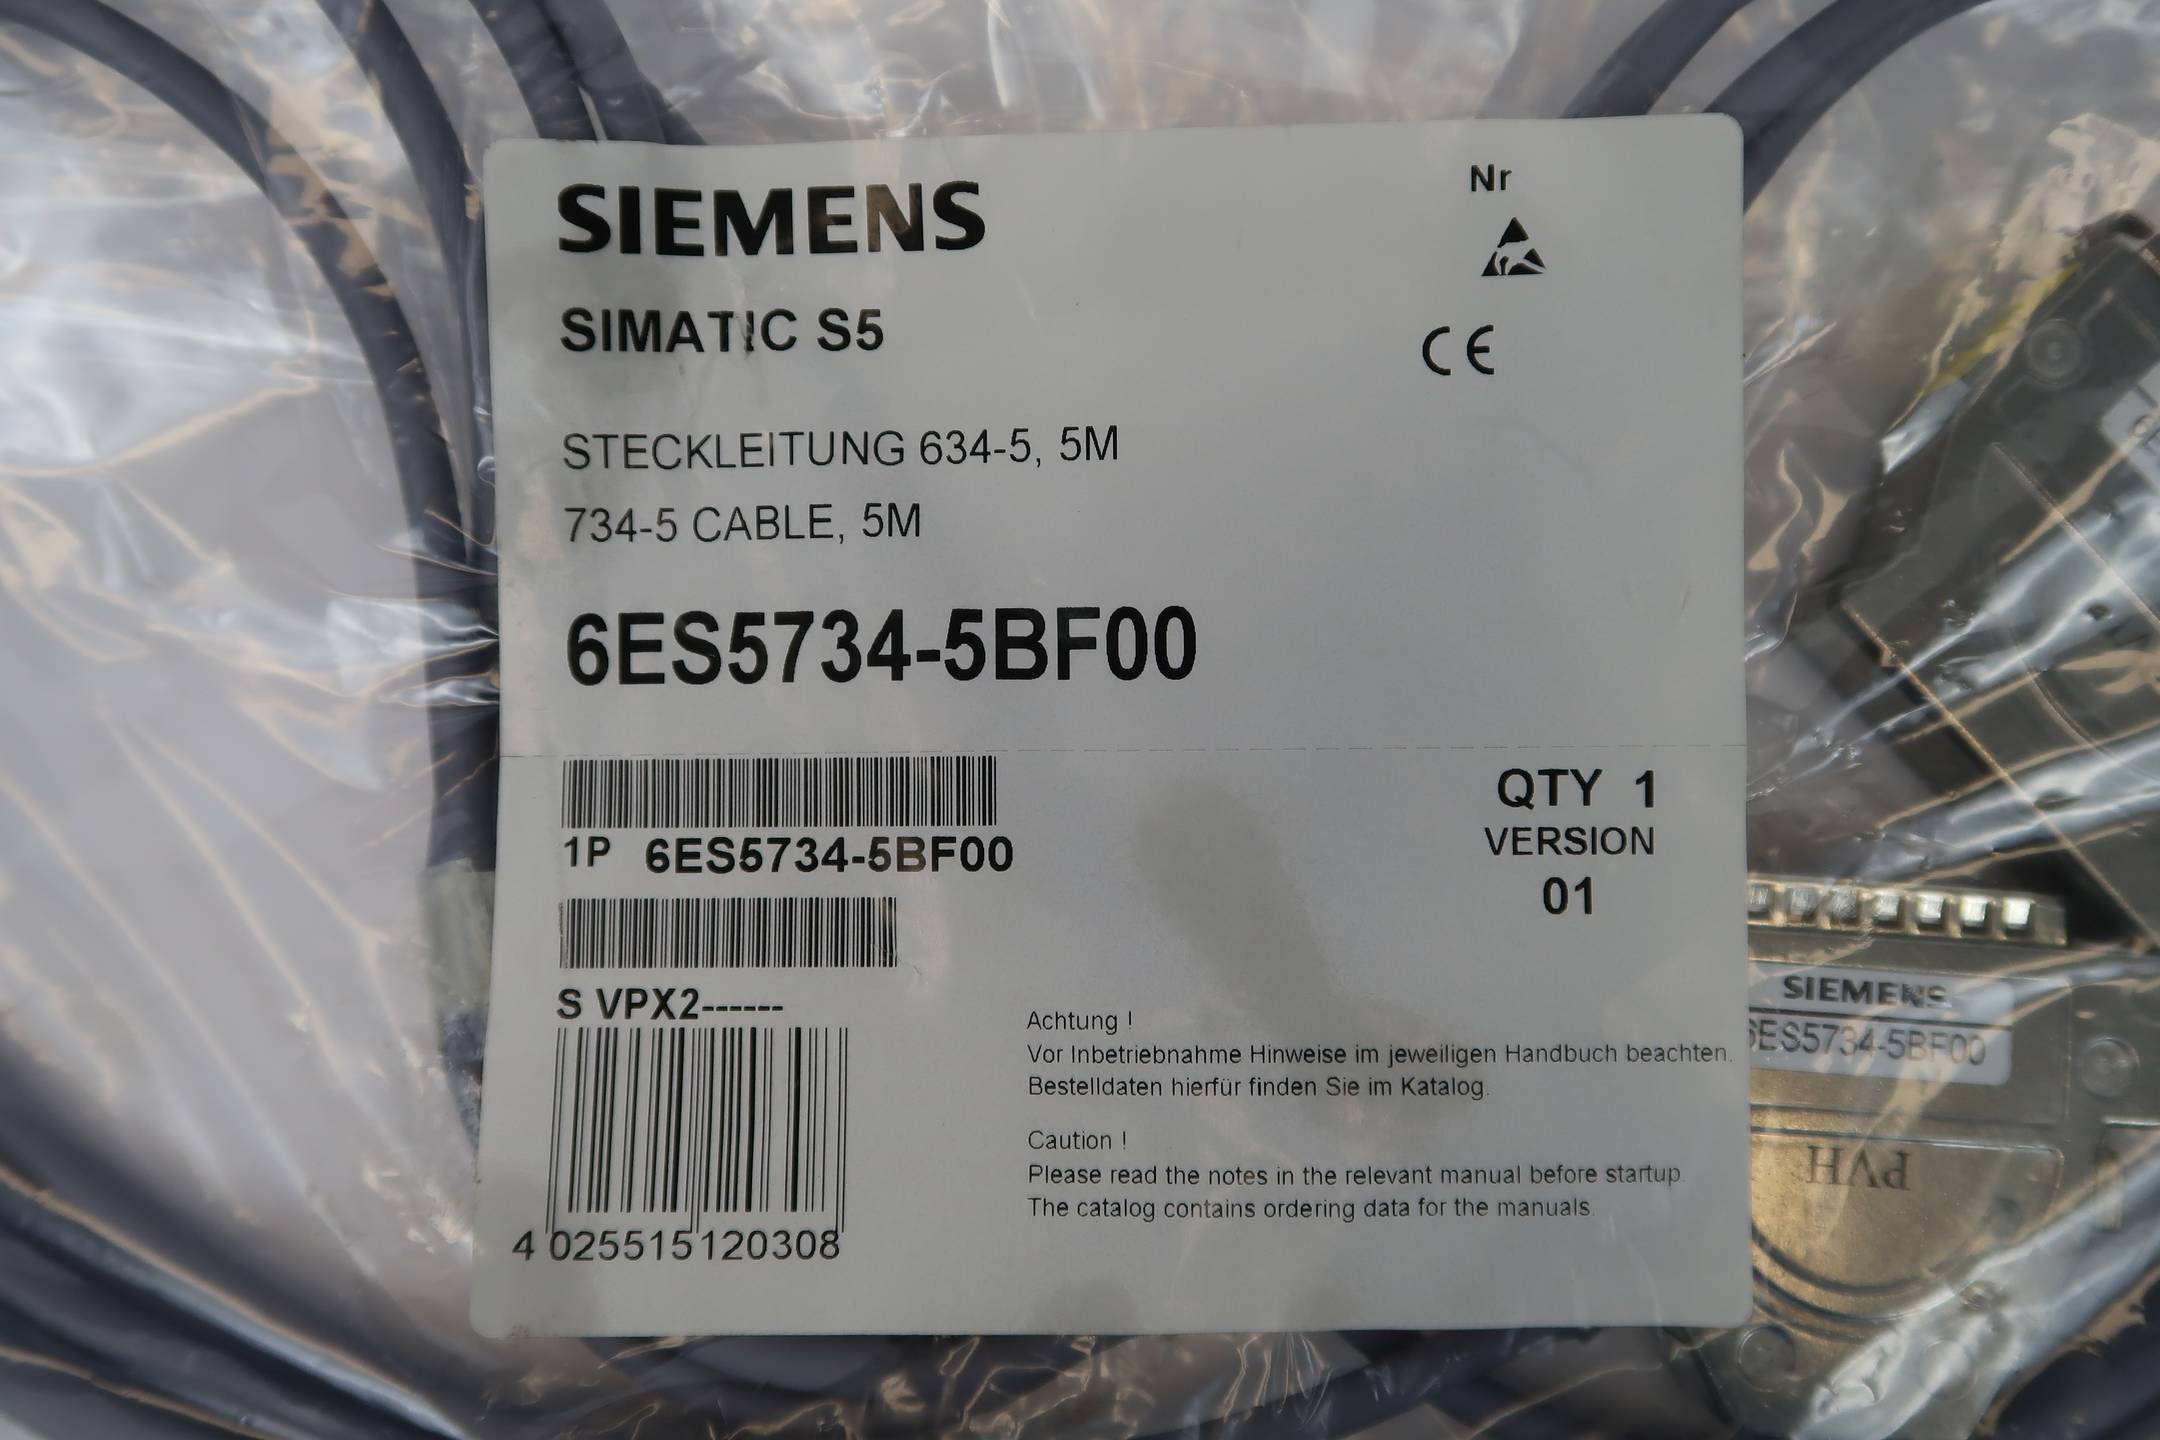 SIEMENS
Nr
SIMATIC S5
CE
STECKLEITUNG 634-5, 5M
734-5 CABLE, 5M
6ES5734-5BF00
QTY 1
VERSION
01
1P 6ES5734-5BF00
S VPX2------
4 025515120308
Achtung !
Vor Inbetriebnahme Hinweise im jeweiligen Handbuch beachten.
Bestelldaten hierfür finden Sie im Katalog.
Caution !
Please read the notes in the relevant manual before startup.
The catalog contains ordering data for the manuals.
SIEMENS
6ES5734-5BF00
PVH